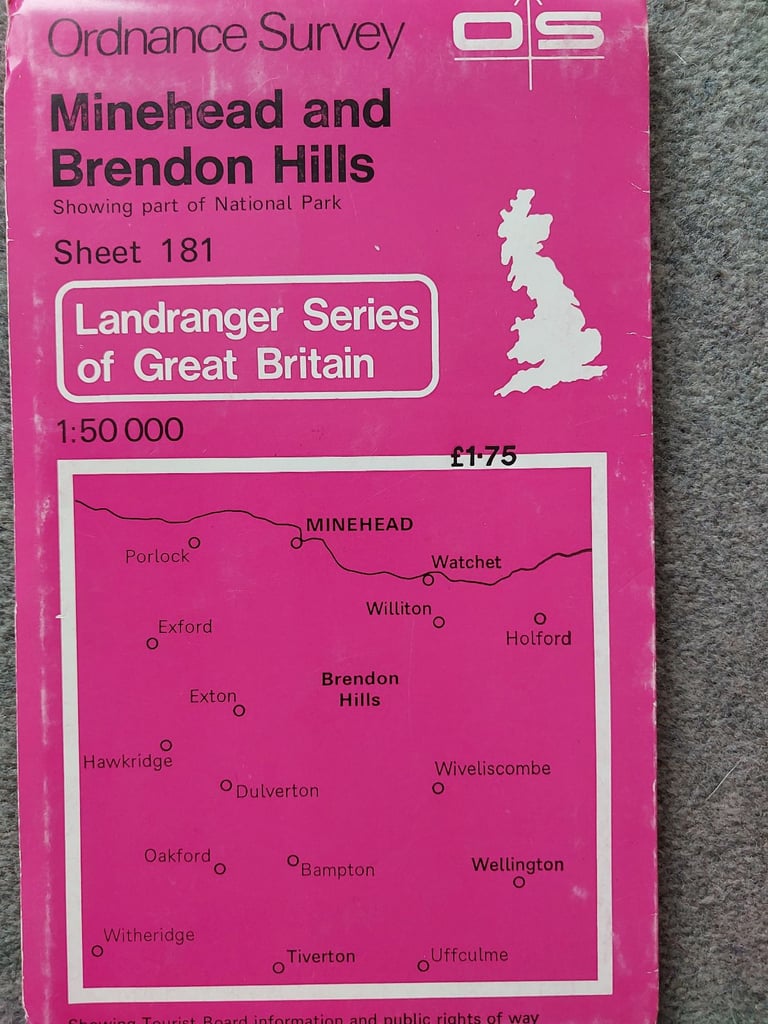 Ordnance Survey
OS
Minehead and
Brendon Hills
Showing part of National Park
Sheet 181
Landranger Series
of Great Britain
1:50 000
£1·75
MINEHEAD
Porlock
Watchet
Williton
Holford
Exford
Brendon
Hills
Exton
Hawkridge
Wiveliscombe
Dulverton
Oakford
Bampton
Wellington
Witheridge
Tiverton
Uffculme
Showing Tourist Board information and public rights of way